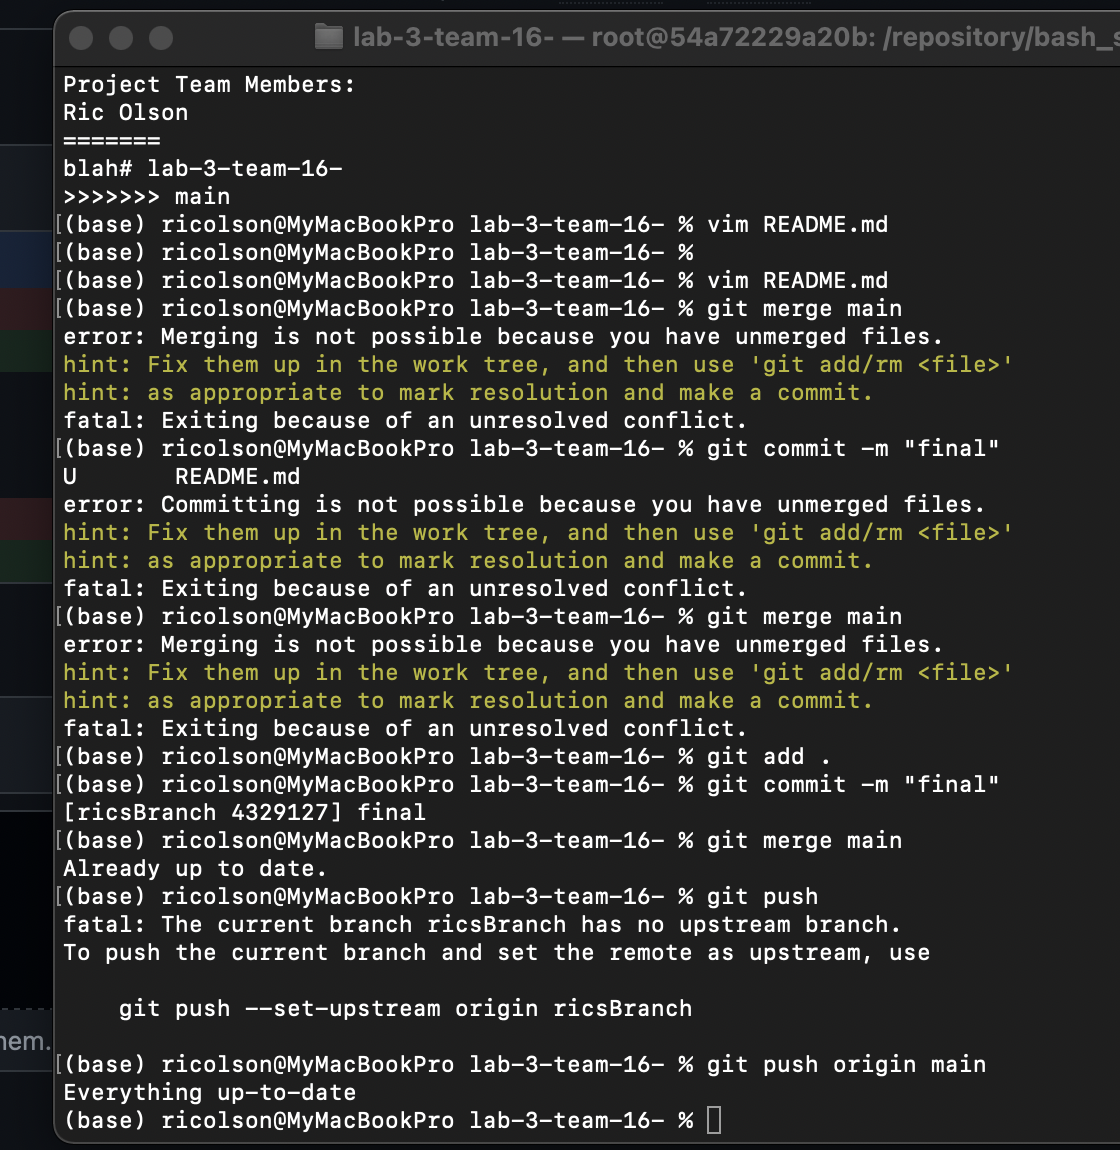 lab-3-team-16- — root@54a72229a20b: /repository/bash_s
Project Team Members:
Ric Olson
=======
blah# lab-3-team-16-
>>>>>>> main
[(base) ricolson@MyMacBookPro lab-3-team-16- % vim README.md
[(base) ricolson@MyMacBookPro lab-3-team-16- %
[(base) ricolson@MyMacBookPro lab-3-team-16- % vim README.md
[(base) ricolson@MyMacBookPro lab-3-team-16- % git merge main
error: Merging is not possible because you have unmerged files.
hint: Fix them up in the work tree, and then use 'git add/rm <file>'
hint: as appropriate to mark resolution and make a commit.
fatal: Exiting because of an unresolved conflict.
[(base) ricolson@MyMacBookPro lab-3-team-16- % git commit -m "final"
U       README.md
error: Committing is not possible because you have unmerged files.
hint: Fix them up in the work tree, and then use 'git add/rm <file>'
hint: as appropriate to mark resolution and make a commit.
fatal: Exiting because of an unresolved conflict.
[(base) ricolson@MyMacBookPro lab-3-team-16- % git merge main
error: Merging is not possible because you have unmerged files.
hint: Fix them up in the work tree, and then use 'git add/rm <file>'
hint: as appropriate to mark resolution and make a commit.
fatal: Exiting because of an unresolved conflict.
[(base) ricolson@MyMacBookPro lab-3-team-16- % git add .
[(base) ricolson@MyMacBookPro lab-3-team-16- % git commit -m "final"
[ricsBranch 4329127] final
[(base) ricolson@MyMacBookPro lab-3-team-16- % git merge main
Already up to date.
[(base) ricolson@MyMacBookPro lab-3-team-16- % git push
fatal: The current branch ricsBranch has no upstream branch.
To push the current branch and set the remote as upstream, use
    git push --set-upstream origin ricsBranch
hem.
[(base) ricolson@MyMacBookPro lab-3-team-16- % git push origin main
Everything up-to-date
(base) ricolson@MyMacBookPro lab-3-team-16- %